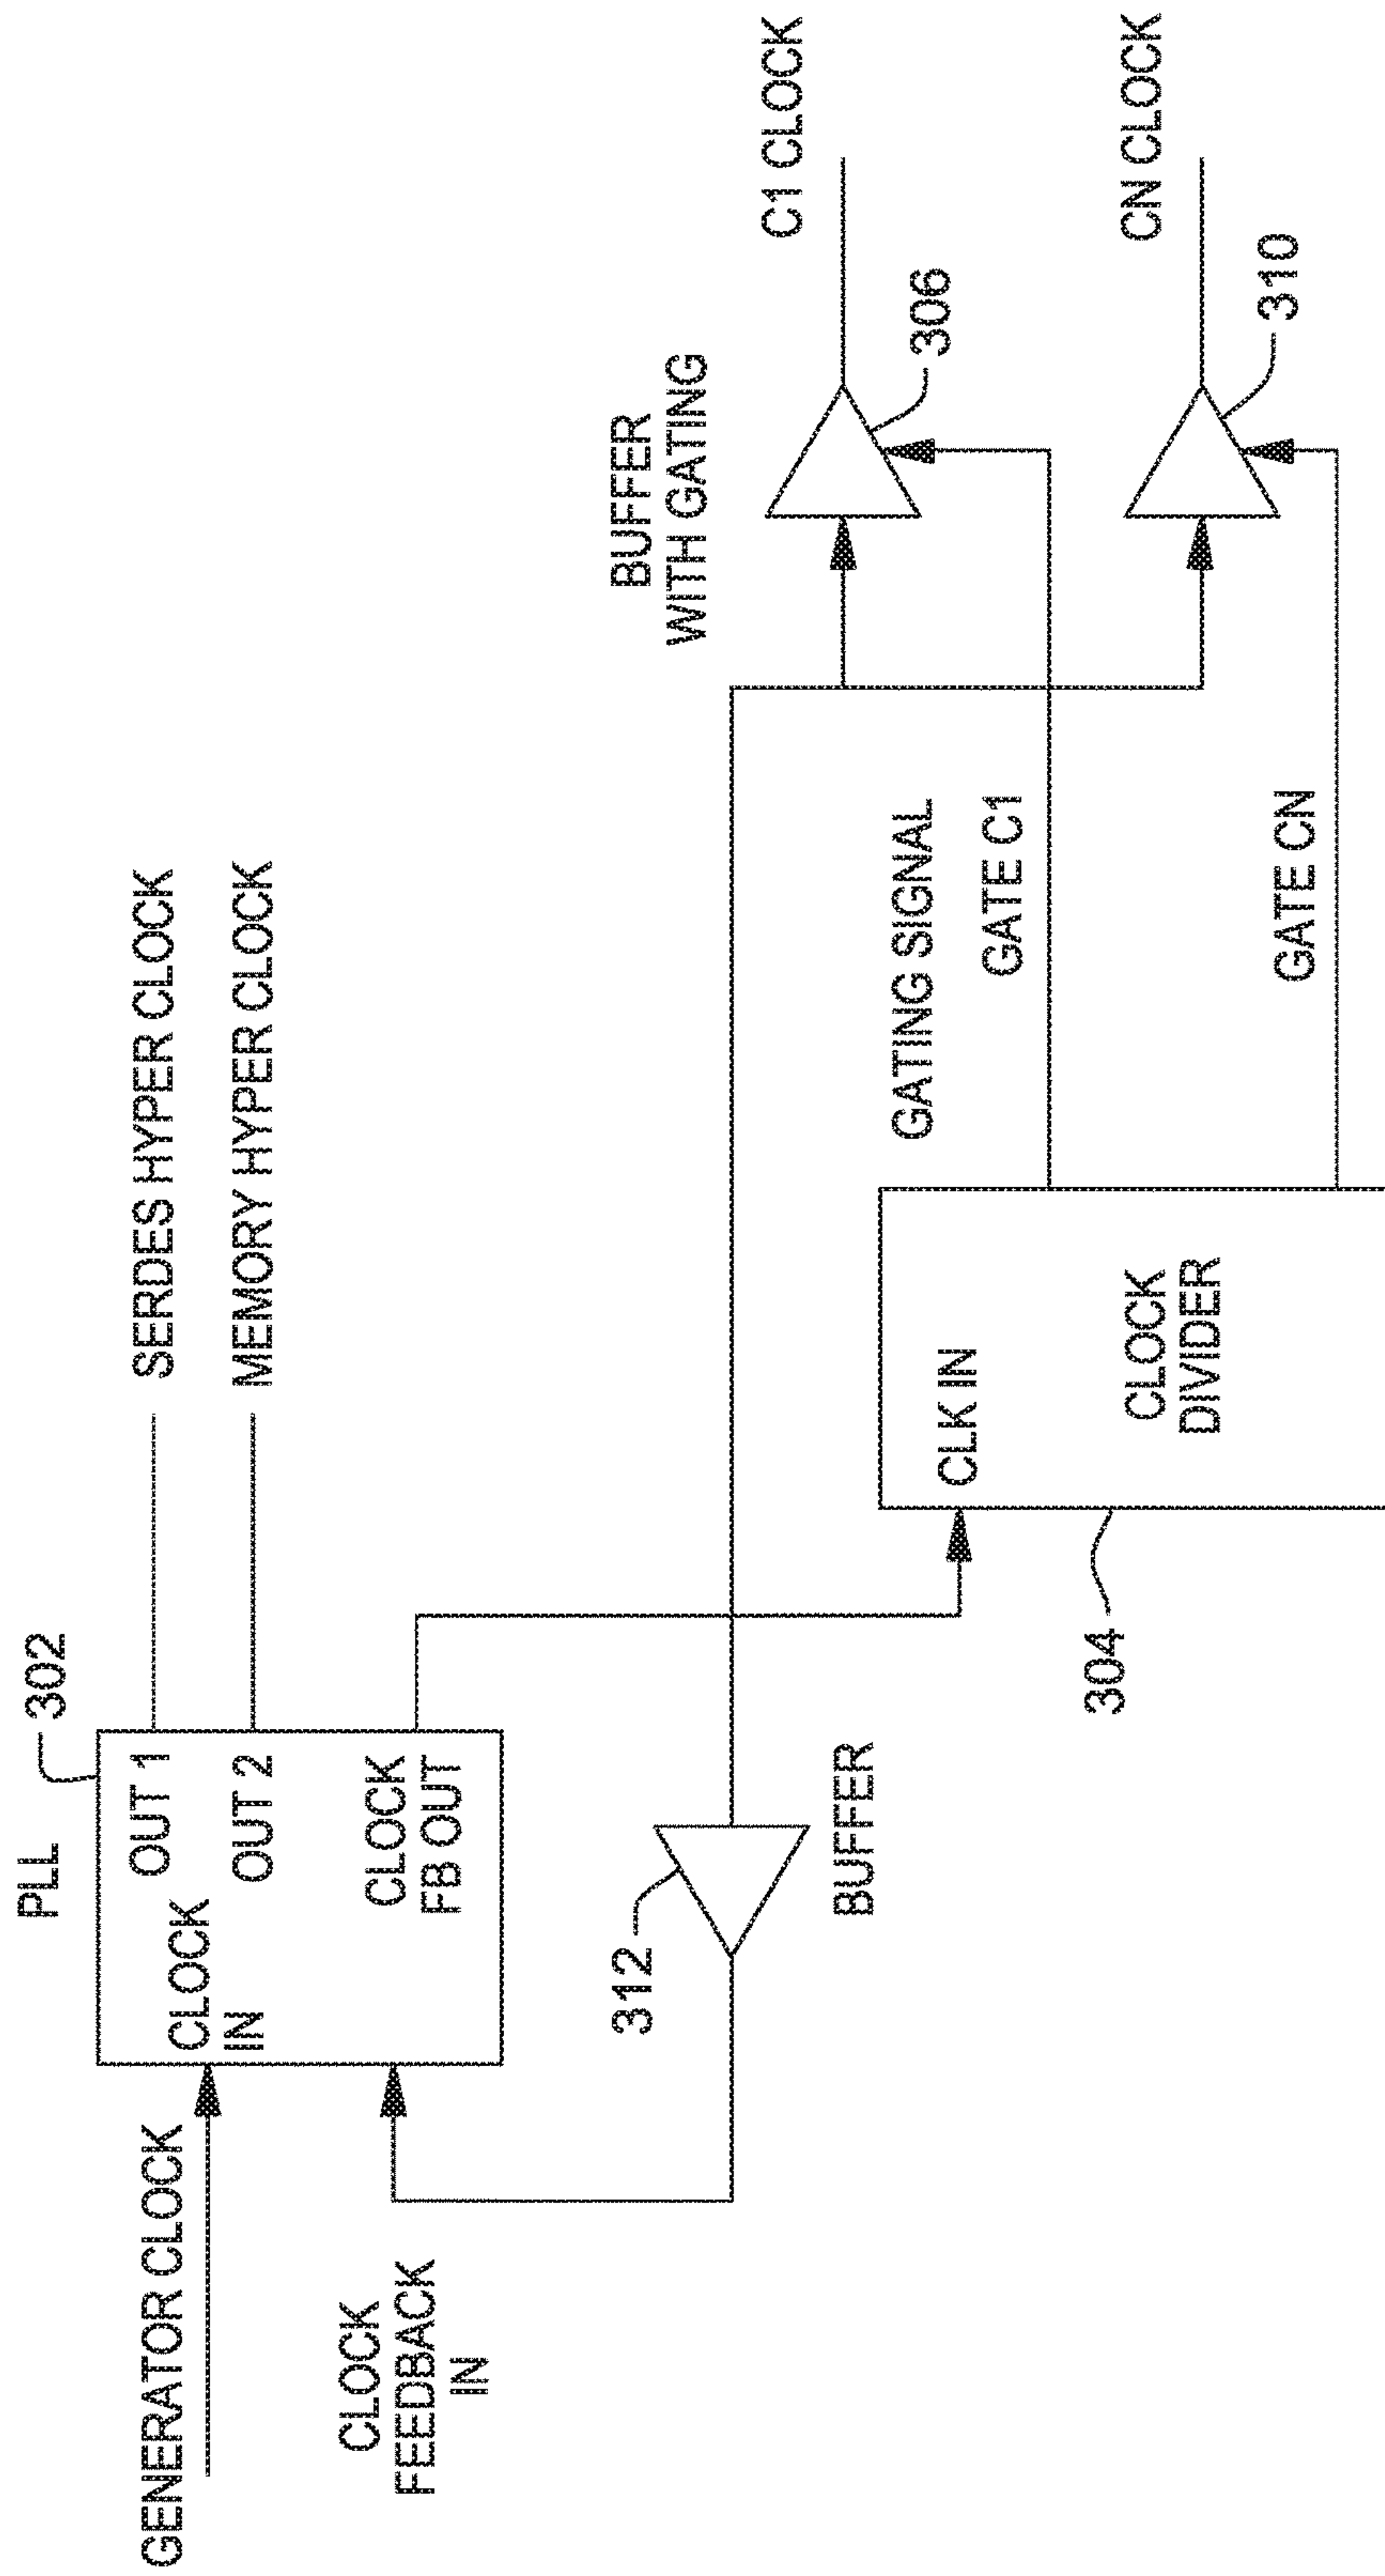 PLL
302
GENERATOR CLOCK
CLOCK
IN
OUT 1
SERDES HYPER CLOCK
OUT 2
MEMORY HYPER CLOCK
CLOCK
FB OUT
CLOCK
FEEDBACK
IN
312
BUFFER
BUFFER
WITH GATING
C1 CLOCK
306
GATING SIGNAL
GATE C1
CLK IN
CLOCK
DIVIDER
304
CN CLOCK
310
GATE CN